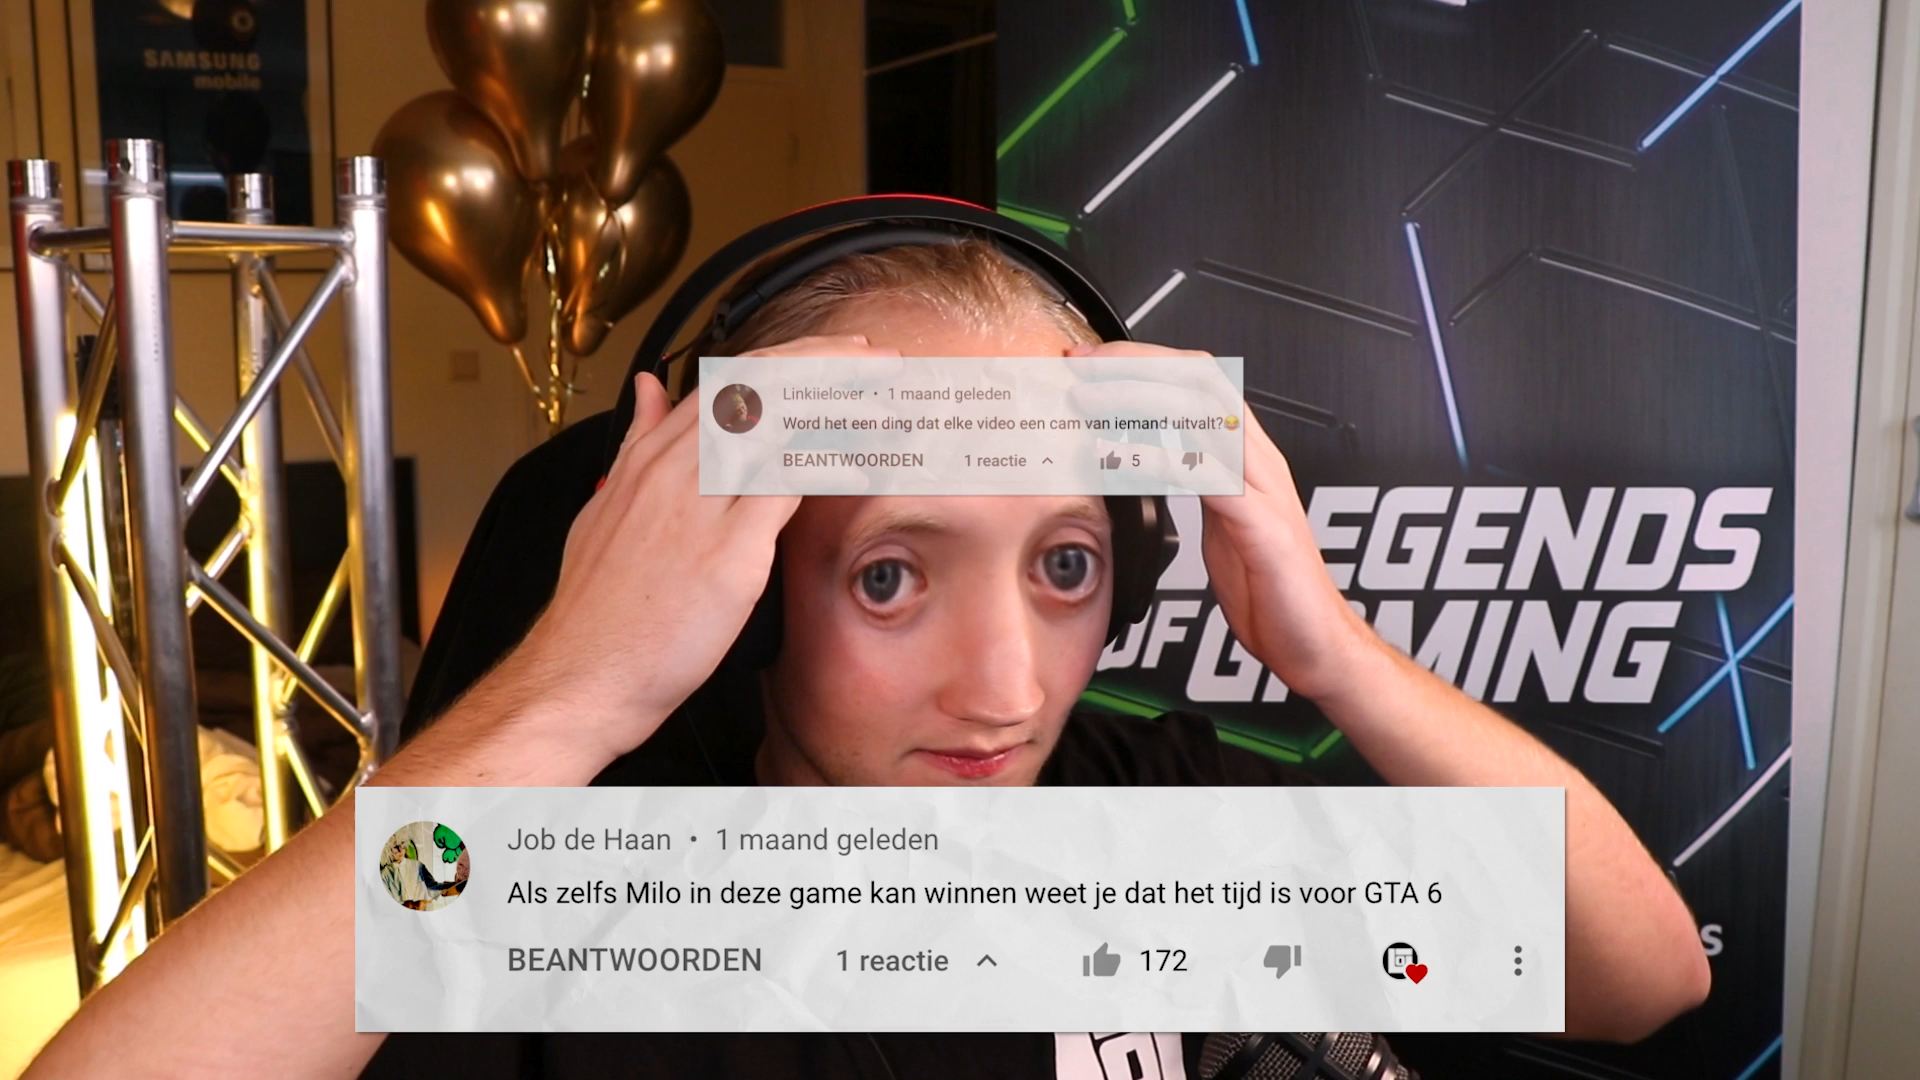 SAMSUNG
mobile
Linkiielover • 1 maand geleden
Word het een ding dat elke video een cam van iemand uitvalt?😂
BEANTWOORDEN 1 reactie 5
EGENDS
OF G MING
Job de Haan • 1 maand geleden
Als zelfs Milo in deze game kan winnen weet je dat het tijd is voor GTA 6
BEANTWOORDEN 1 reactie 172
S